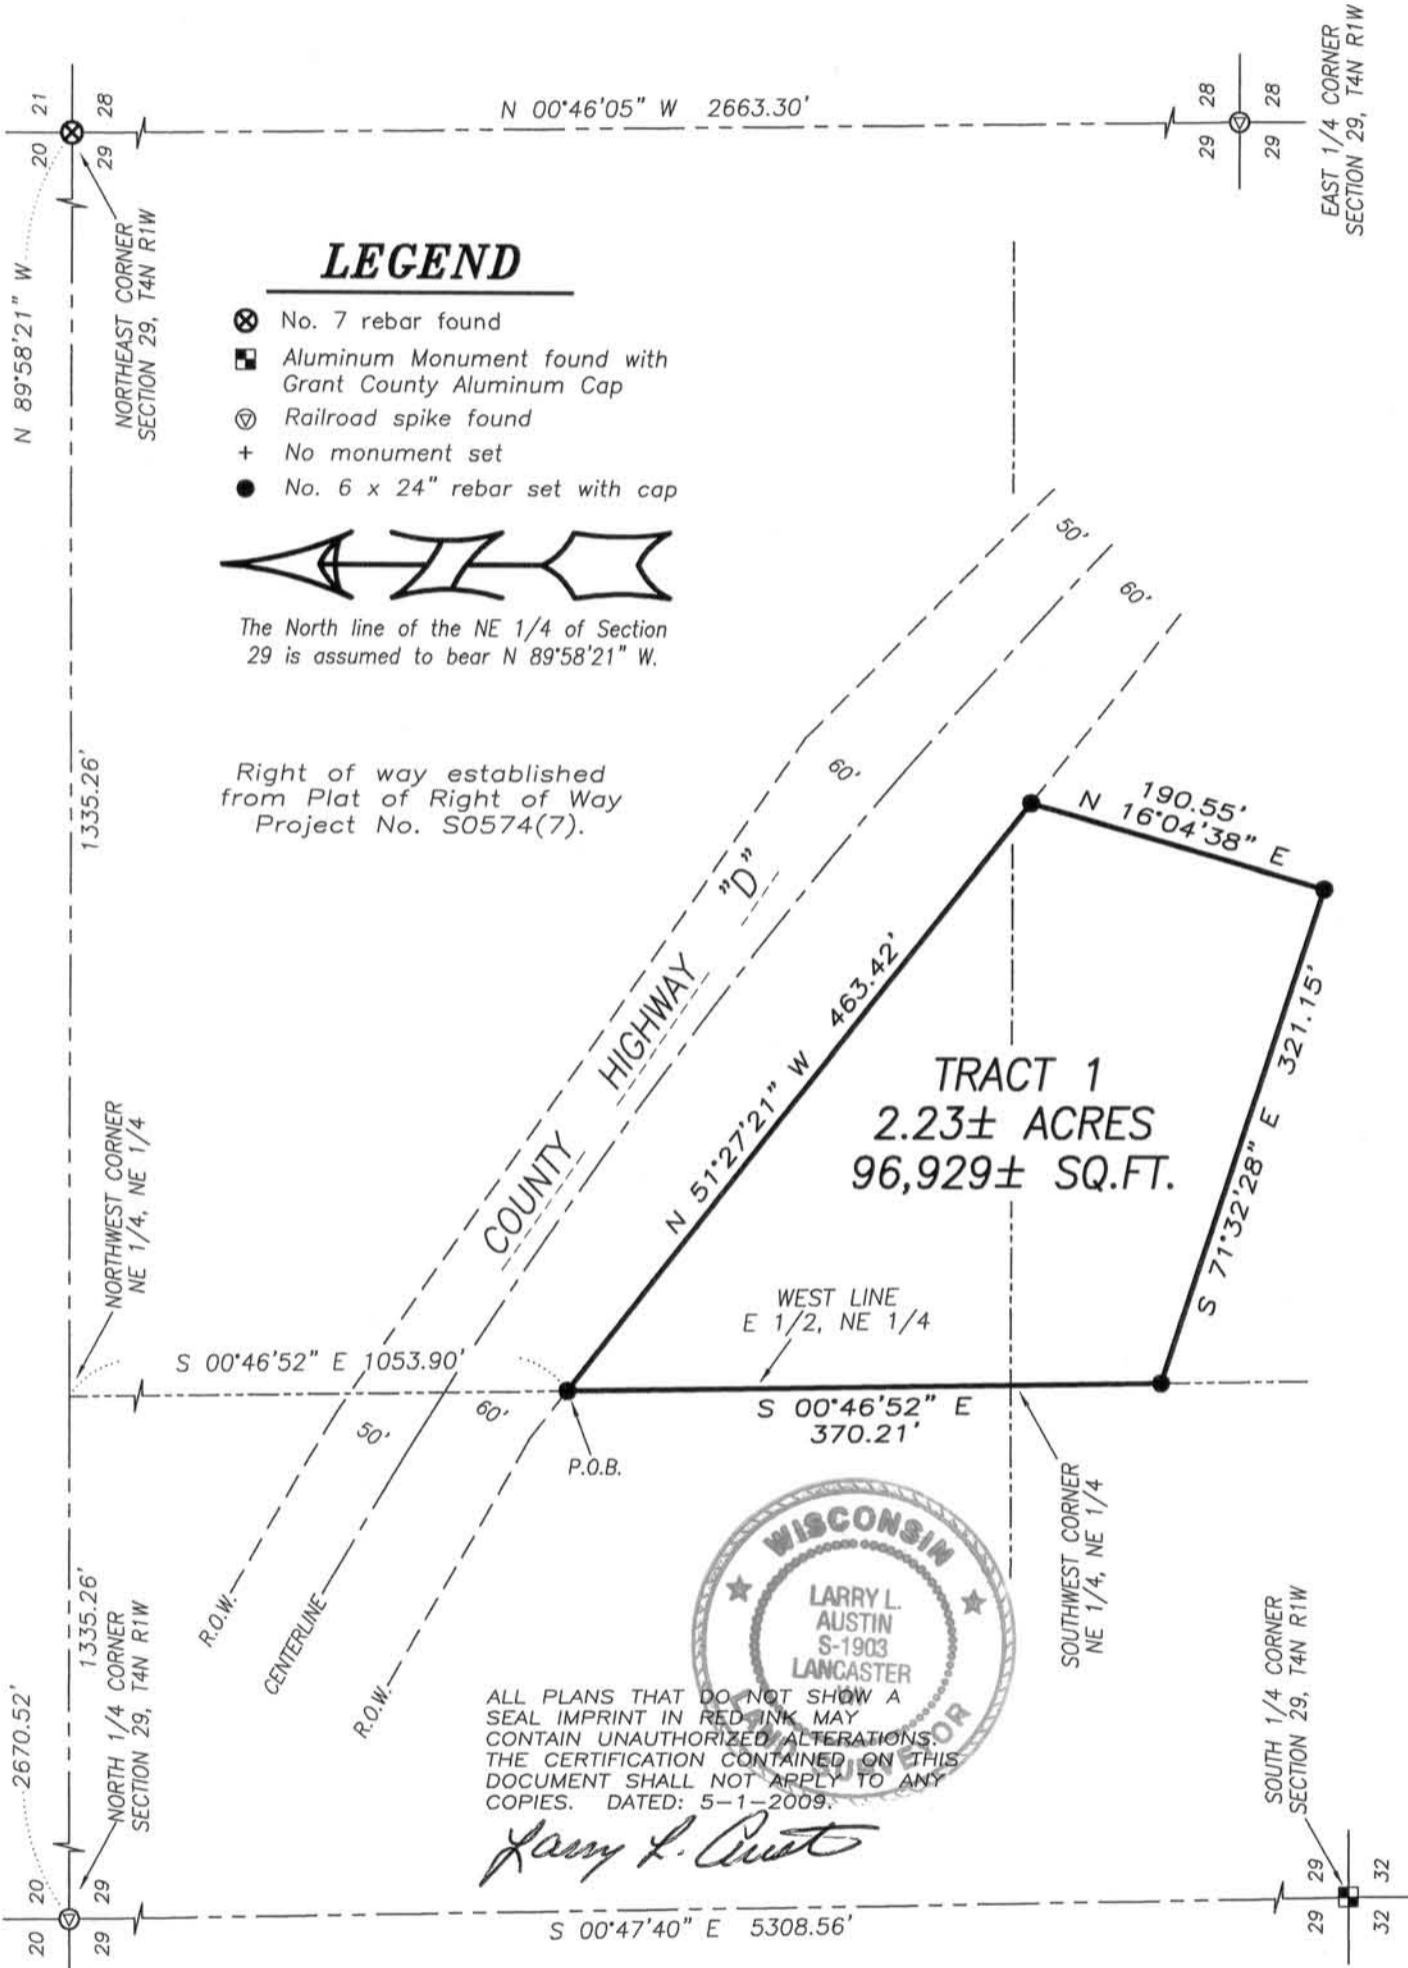 21
28
20
29
N 00°46'05" W 2663.30'
28
28
29
29
EAST 1/4 CORNER
SECTION 29, T4N R1W
N 89°58'21" W
NORTHEAST CORNER
SECTION 29, T4N R1W
LEGEND
No. 7 rebar found
Aluminum Monument found with
Grant County Aluminum Cap
Railroad spike found
+ No monument set
No. 6 x 24" rebar set with cap
N
The North line of the NE 1/4 of Section
29 is assumed to bear N 89°58'21" W.
50'
60'
60'
1335.26'
Right of way established
from Plat of Right of Way
Project No. S0574(7).
190.55'
N 16°04'38" E
COUNTY HIGHWAY "D"
N 51°27'21" W 463.42'
TRACT 1
2.23± ACRES
96,929± SQ.FT.
S 71°32'28" E 321.15'
NORTHWEST CORNER
NE 1/4, NE 1/4
WEST LINE
E 1/2, NE 1/4
S 00°46'52" E 1053.90'
S 00°46'52" E
370.21'
50'
60'
P.O.B.
SOUTHWEST CORNER
NE 1/4, NE 1/4
R.O.W.
CENTERLINE
R.O.W.
WISCONSIN
LARRY L.
AUSTIN
S-1903
LANCASTER
WI
LAND SURVEYOR
1335.26'
2670.52'
NORTH 1/4 CORNER
SECTION 29, T4N R1W
ALL PLANS THAT DO NOT SHOW A
SEAL IMPRINT IN RED INK MAY
CONTAIN UNAUTHORIZED ALTERATIONS.
THE CERTIFICATION CONTAINED ON THIS
DOCUMENT SHALL NOT APPLY TO ANY
COPIES. DATED: 5-1-2009.
Larry L. Aust
SOUTH 1/4 CORNER
SECTION 29, T4N R1W
20
29
20
29
S 00°47'40" E 5308.56'
29
32
29
32